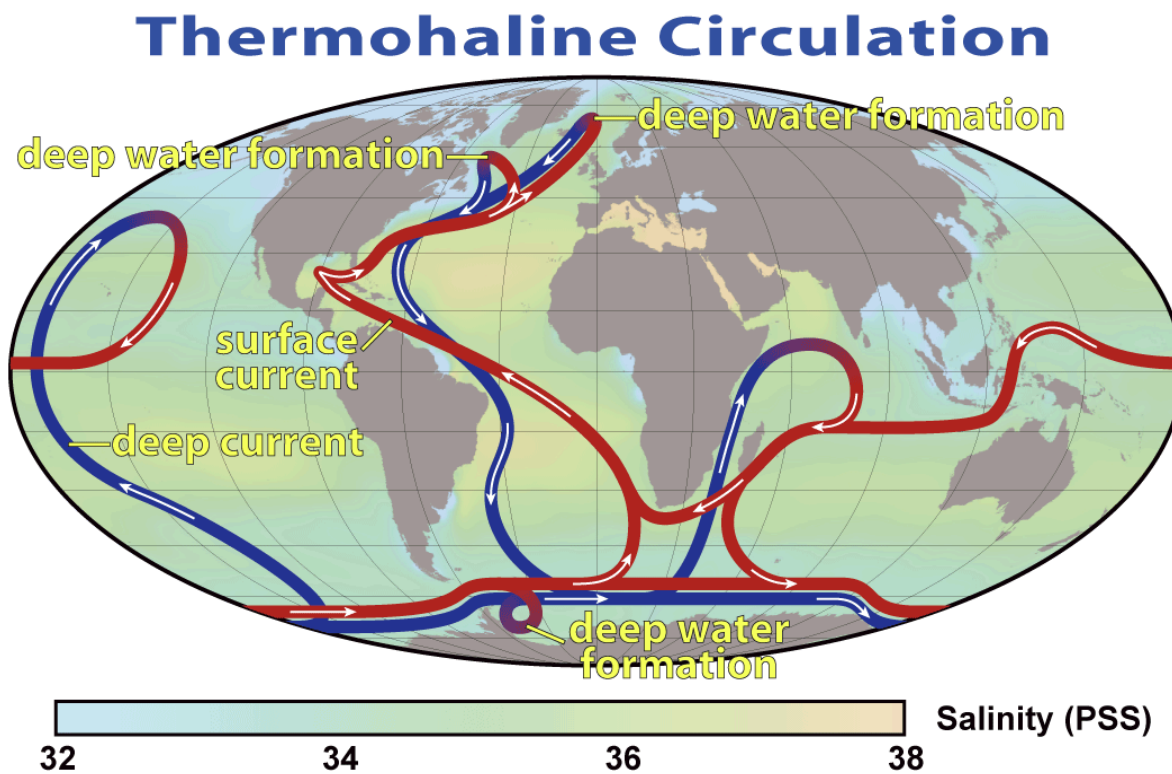 Thermohaline Circulation
deep water formation
deep water formation
surface
current
deep current
deep water
formation
Salinity (PSS)
32 34 36 38